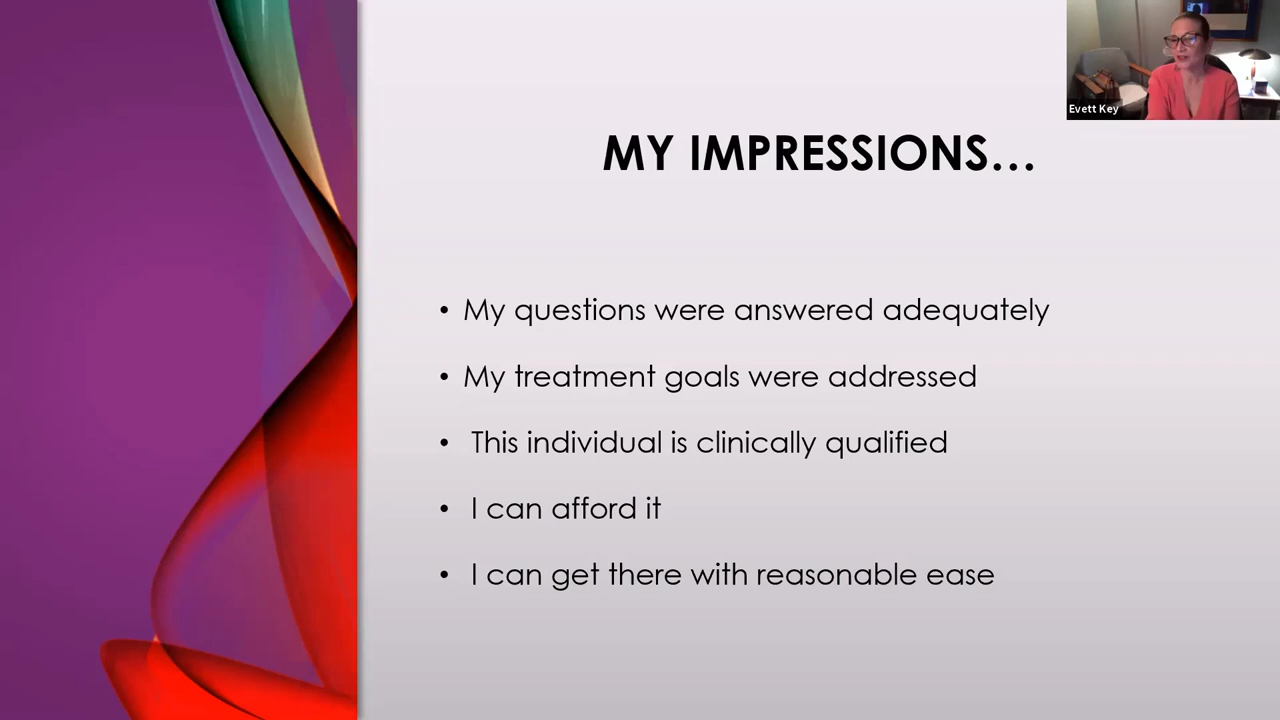 Evett Key
MY IMPRESSIONS...
• My questions were answered adequately
• My treatment goals were addressed
• This individual is clinically qualified
• I can afford it
• I can get there with reasonable ease